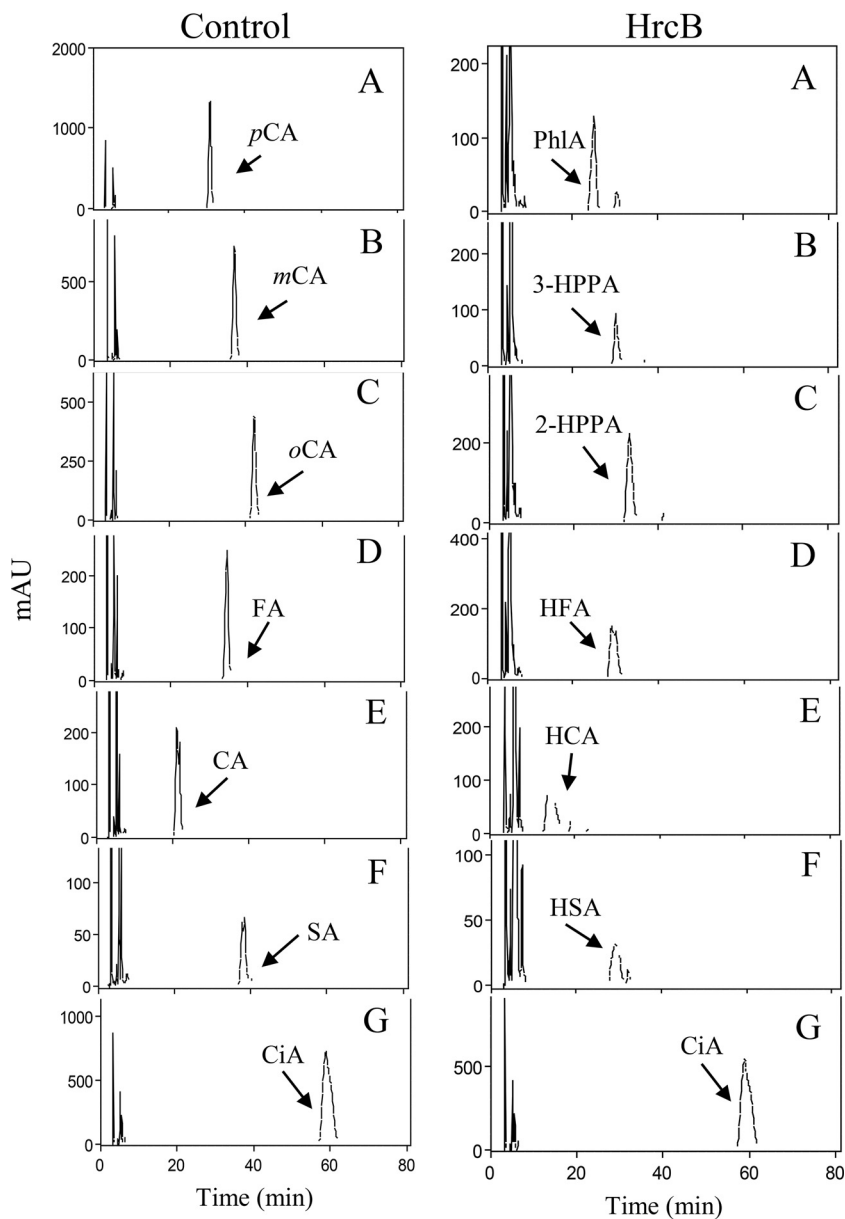 Control
A
2000
1000
0
pCA
B
500
0
mCA
C
500
250
0
oCA
D
200
100
0
FA
E
200
100
0
CA
F
100
50
0
SA
G
1000
500
0
CiA
0 20 40 60 80
Time (min)
mAU
HrcB
A
200
100
0
PhlA
B
200
100
0
3-HPPA
C
200
0
2-HPPA
D
400
200
0
HFA
E
200
100
0
HCA
F
100
50
0
HSA
G
500
0
CiA
0 20 40 60 80
Time (min)